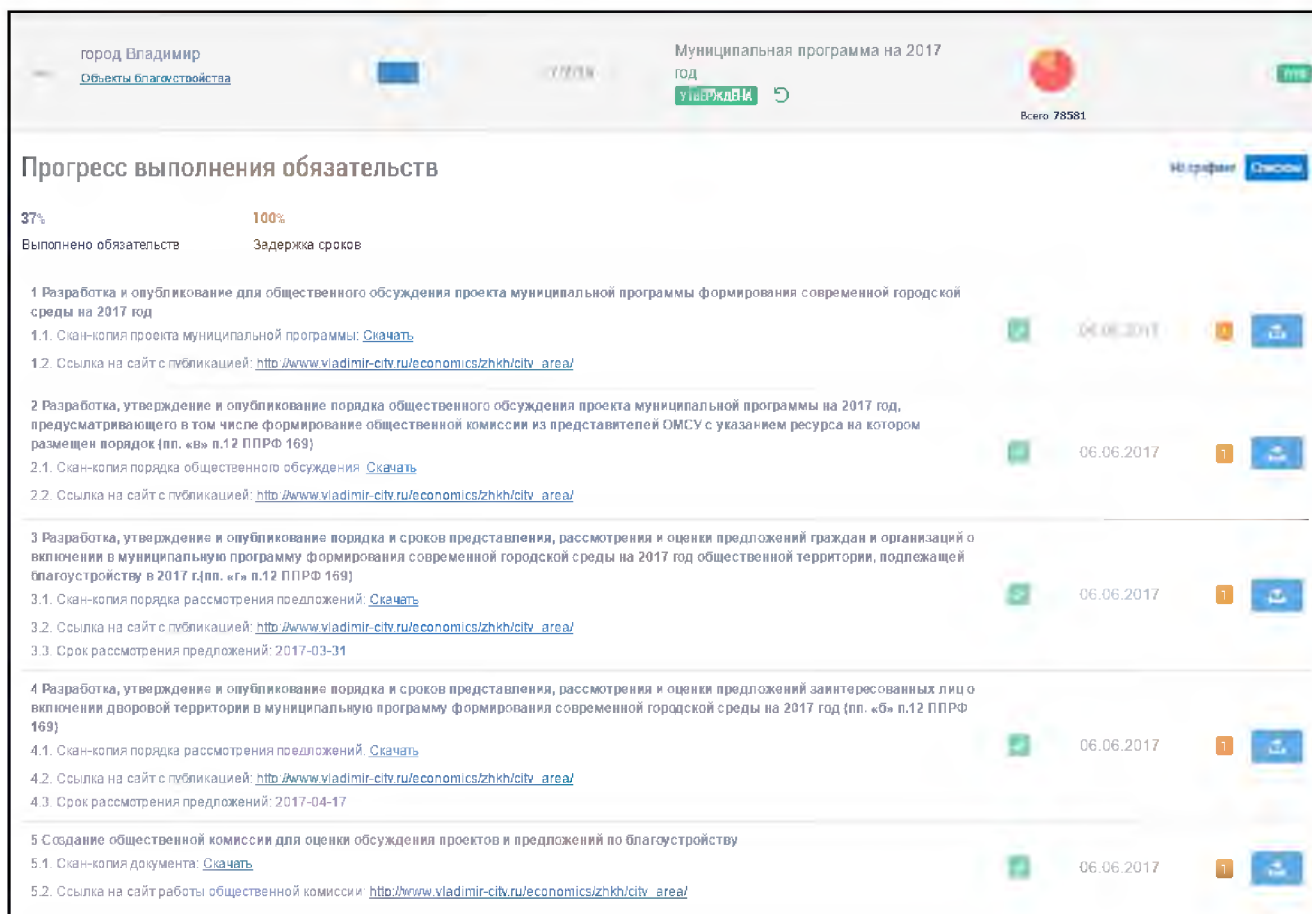 город Владимир
Объекты благоустройства
Муниципальная программа на 2017
год
УТВЕРЖДЕНА
Всего 78581
Прогресс выполнения обязательств
Списком
37%
100%
Выполнено обязательств
Задержка сроков
1 Разработка и опубликование для общественного обсуждения проекта муниципальной программы формирования современной городской
среды на 2017 год
1.1. Скан-копия проекта муниципальной программы: Скачать
06.06.2017
1
1.2. Ссылка на сайт с публикацией: http://www.vladimir-city.ru/economics/zhkh/city_area/
2 Разработка, утверждение и опубликование порядка общественного обсуждения проекта муниципальной программы на 2017 год,
предусматривающего в том числе формирование общественной комиссии из представителей ОМСУ с указанием ресурса на котором
размещен порядок (пп. «в» п.12 ППРФ 169)
06.06.2017
1
2.1. Скан-копия порядка общественного обсуждения: Скачать
2.2. Ссылка на сайт с публикацией: http://www.vladimir-city.ru/economics/zhkh/city_area/
3 Разработка, утверждение и опубликование порядка и сроков представления, рассмотрения и оценки предложений граждан и организаций о
включении в муниципальную программу формирования современной городской среды на 2017 год общественной территории, подлежащей
благоустройству в 2017 г.(пп. «г» п.12 ППРФ 169)
06.06.2017
1
3.1. Скан-копия порядка рассмотрения предложений: Скачать
3.2. Ссылка на сайт с публикацией: http://www.vladimir-city.ru/economics/zhkh/city_area/
3.3. Срок рассмотрения предложений: 2017-03-31
4 Разработка, утверждение и опубликование порядка и сроков представления, рассмотрения и оценки предложений заинтересованных лиц о
включении дворовой территории в муниципальную программу формирования современной городской среды на 2017 год (пп. «б» п.12 ППРФ
169)
06.06.2017
1
4.1. Скан-копия порядка рассмотрения предложений: Скачать
4.2. Ссылка на сайт с публикацией: http://www.vladimir-city.ru/economics/zhkh/city_area/
4.3. Срок рассмотрения предложений: 2017-04-17
5 Создание общественной комиссии для оценки обсуждения проектов и предложений по благоустройству
5.1. Скан-копия документа: Скачать
06.06.2017
1
5.2. Ссылка на сайт работы общественной комиссии: http://www.vladimir-city.ru/economics/zhkh/city_area/